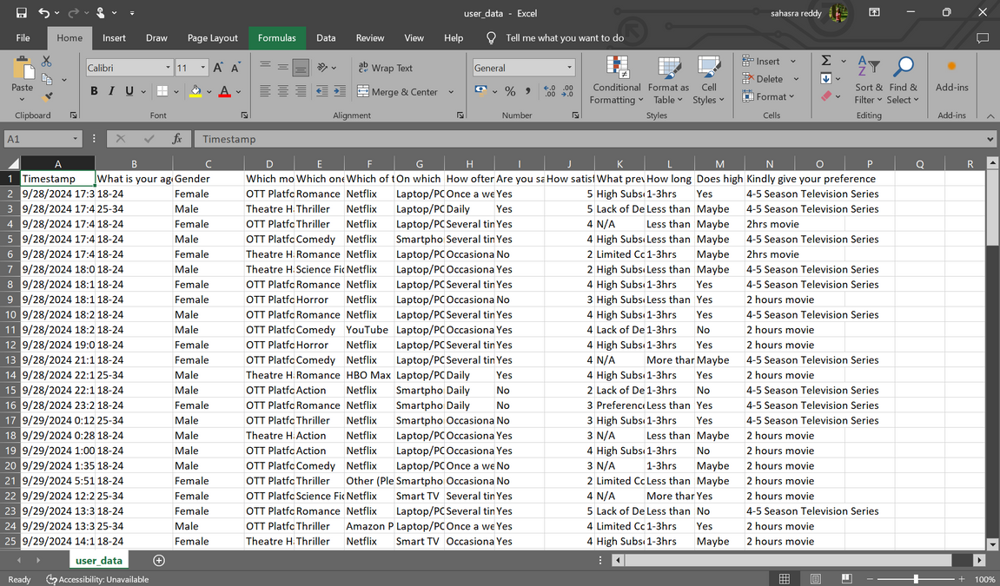 user_data - Excel
sahasra reddy
File Home Insert Draw Page Layout Formulas Data Review View Help Tell me what you want to do
Calibri 11 Wrap Text General Insert
Paste B I U Merge & Center Conditional Formatting Format as Table Cell Styles Delete Sort & Filter Find & Select Add-ins
Format
Clipboard Font Alignment Number Styles Cells Editing Add-ins
A1 fx Timestamp
A B C D E F G H I J K L M N O P Q R
1 Timestamp What is your ag Gender Which mo Which one Which of t On which How often Are you sa How satisf What prev How long Does high Kindly give your preference
2 9/28/2024 17:3 18-24 Female OTT Platfo Romance Netflix Laptop/PC Once a we Yes 5 High Subsc 1-3hrs Yes 4-5 Season Television Series
3 9/28/2024 17:4 25-34 Male Theatre H Thriller Netflix Laptop/PC Daily Yes 5 Lack of De Less than Maybe 4-5 Season Television Series
4 9/28/2024 17:4 18-24 Female OTT Platfo Thriller Netflix Laptop/PC Several tim Yes 4 N/A Less than Maybe 2hrs movie
5 9/28/2024 17:4 18-24 Male OTT Platfo Comedy Netflix Smartpho Several tim Yes 4 High Subsc Less than Maybe 4-5 Season Television Series
6 9/28/2024 17:4 18-24 Female Theatre H Romance Netflix Laptop/PC Occasiona No 2 Limited Co 1-3hrs Maybe 2hrs movie
7 9/28/2024 18:0 18-24 Male Theatre H Science Fic Netflix Laptop/PC Occasiona Yes 2 High Subsc Less than Maybe 4-5 Season Television Series
8 9/28/2024 18:1 18-24 Female OTT Platfo Romance Netflix Laptop/PC Several tim Yes 4 High Subsc 1-3hrs Yes 4-5 Season Television Series
9 9/28/2024 18:1 18-24 Female OTT Platfo Horror Netflix Laptop/PC Occasiona No 3 High Subsc Less than Yes 2 hours movie
10 9/28/2024 18:2 18-24 Male OTT Platfo Romance Netflix Laptop/PC Several tim Yes 4 High Subsc 1-3hrs Yes 4-5 Season Television Series
11 9/28/2024 18:2 18-24 Male OTT Platfo Comedy YouTube Laptop/PC Occasiona Yes 4 Lack of De 1-3hrs No 2 hours movie
12 9/28/2024 19:0 18-24 Female OTT Platfo Horror Netflix Laptop/PC Several tim Yes 4 High Subsc 1-3hrs Yes 2 hours movie
13 9/28/2024 21:1 18-24 Female OTT Platfo Comedy Netflix Laptop/PC Several tim Yes 4 N/A More than Maybe 4-5 Season Television Series
14 9/28/2024 22:1 25-34 Male Theatre H Romance HBO Max Laptop/PC Daily Yes 4 High Subsc 1-3hrs Yes 2 hours movie
15 9/28/2024 22:1 18-24 Male OTT Platfo Action Netflix Smartpho Daily No 2 Lack of De 1-3hrs No 4-5 Season Television Series
16 9/28/2024 23:2 18-24 Female OTT Platfo Romance Netflix Smartpho Daily No 3 Preference Less than Yes 4-5 Season Television Series
17 9/29/2024 0:12 25-34 Male OTT Platfo Thriller Netflix Smartpho Occasiona No 3 High Subsc Less than Yes 4-5 Season Television Series
18 9/29/2024 0:28 18-24 Male Theatre H Action Netflix Laptop/PC Occasiona Yes 3 N/A Less than Maybe 2 hours movie
19 9/29/2024 1:00 18-24 Male OTT Platfo Action Netflix Laptop/PC Occasiona Yes 4 High Subsc 1-3hrs No 2 hours movie
20 9/29/2024 1:35 18-24 Male OTT Platfo Comedy Netflix Laptop/PC Once a we No 3 N/A 1-3hrs Maybe 2 hours movie
21 9/29/2024 5:51 18-24 Female OTT Platfo Thriller Other (Ple Smartpho Occasiona No 2 Limited Co Less than Maybe 2 hours movie
22 9/29/2024 12:2 25-34 Female OTT Platfo Science Fic Netflix Smart TV Several tim Yes 4 N/A More than Yes 2 hours movie
23 9/29/2024 13:3 18-24 Female OTT Platfo Romance Netflix Laptop/PC Several tim Yes 5 Lack of De Less than No 4-5 Season Television Series
24 9/29/2024 13:3 25-34 Male OTT Platfo Thriller Amazon P Laptop/PC Once a we Yes 4 Limited Co 1-3hrs Yes 2 hours movie
25 9/29/2024 14:1 18-24 Female Theatre H Thriller Netflix Smart TV Occasiona Yes 4 High Subsc 1-3hrs Maybe 2 hours movie
user_data
Ready Accessibility: Unavailable 100%